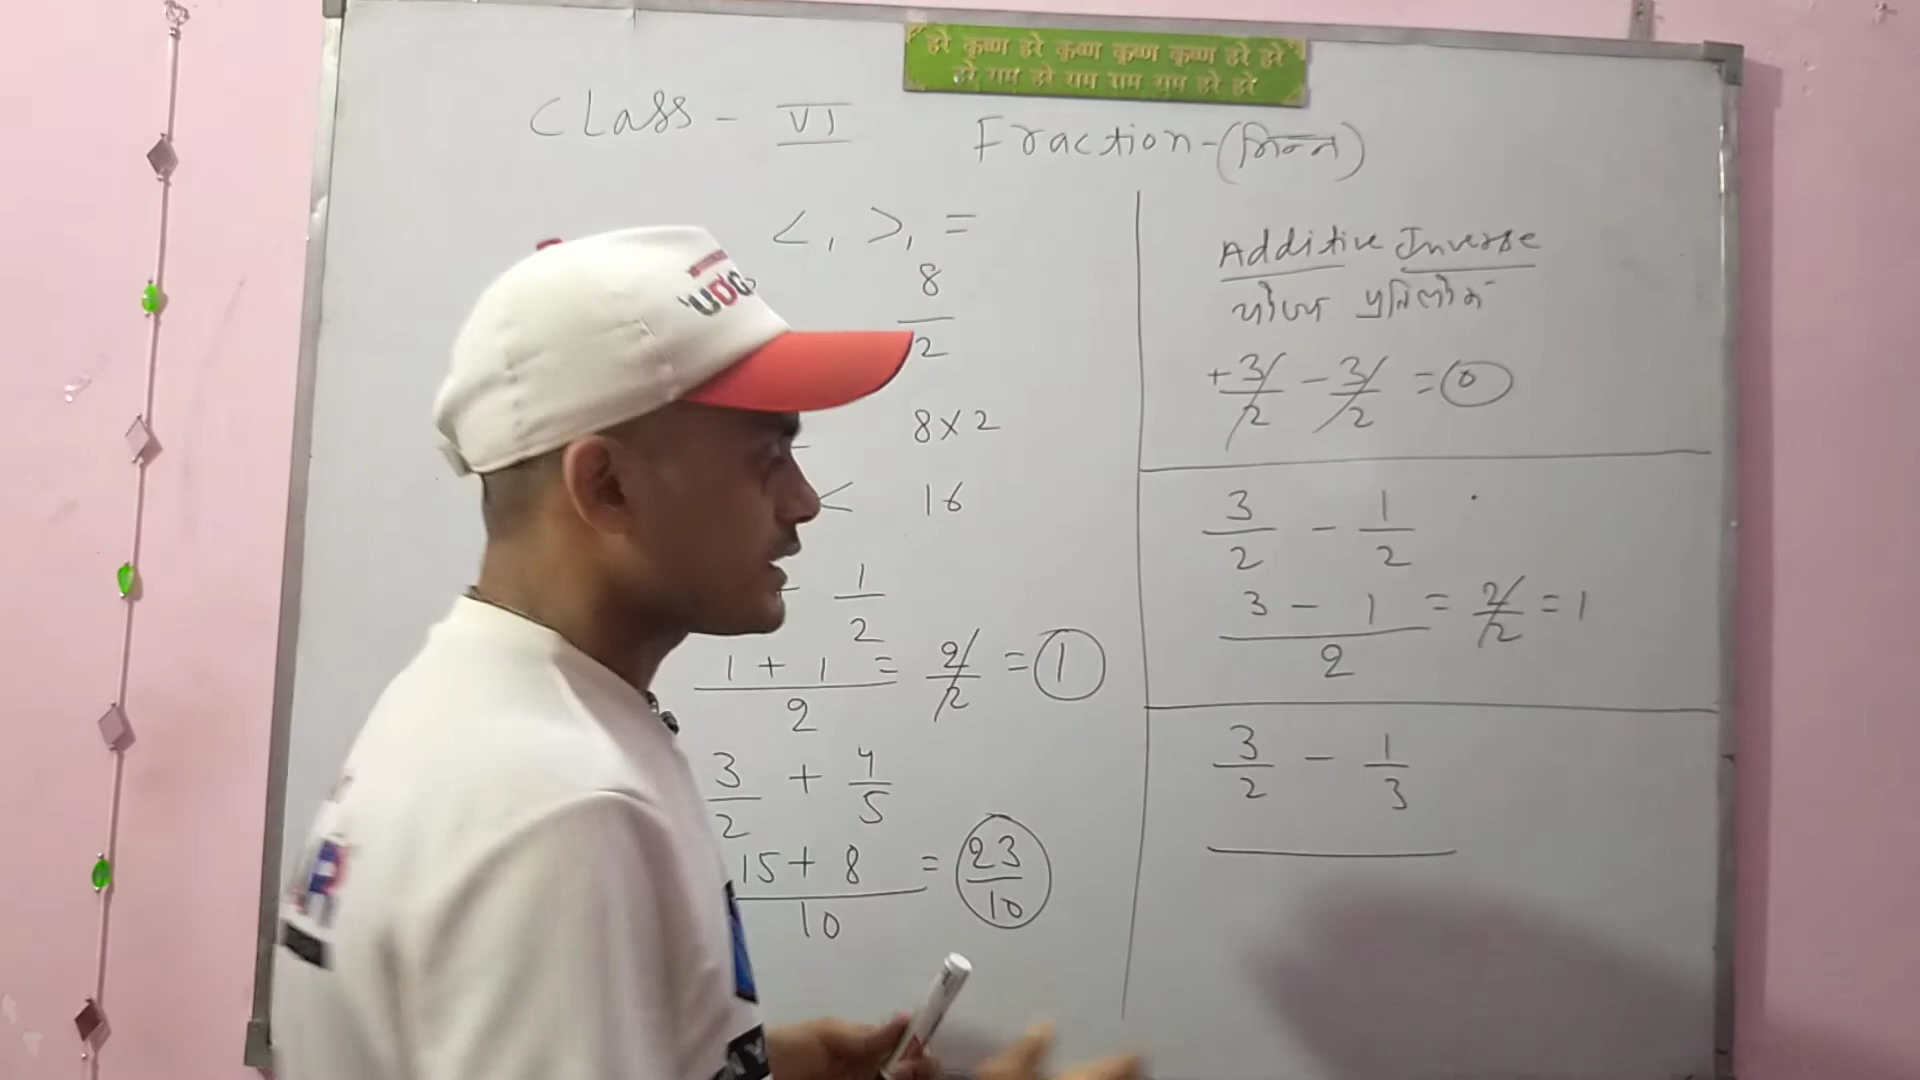 हरे कृष्ण हरे कृष्ण कृष्ण कृष्ण हरे हरे
हरे राम हरे राम राम राम हरे हरे
Class - VI
Fraction - (भिन्न)
<, >, =
8
2
8 x 2
< 16
1
2
1 + 1 = 2/2 = 1
2
3/2 + 4/5
15 + 8 = 23/10
10
Additive Inverse
योज्य प्रतिलोम
+ 3/2 - 3/2 = 0
3/2 - 1/2
3 - 1 = 2/2 = 1
2
3/2 - 1/3